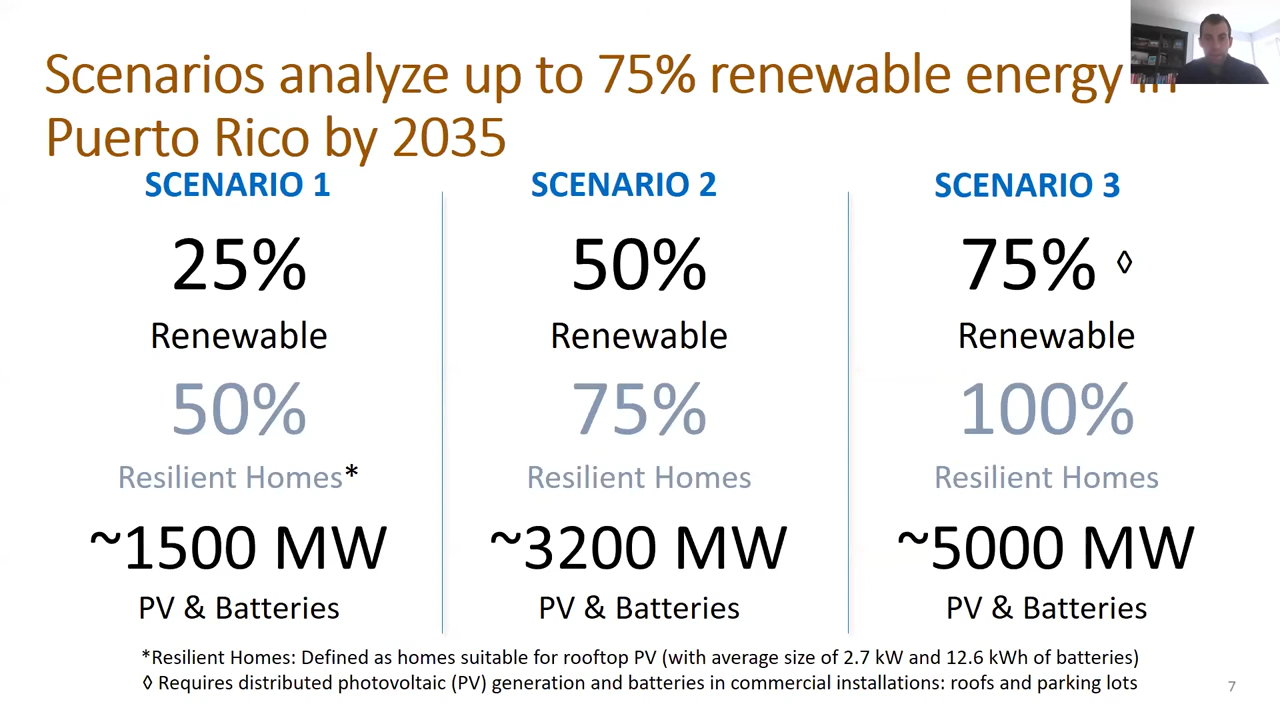 Scenarios analyze up to 75% renewable energy in
Puerto Rico by 2035
SCENARIO 1
25%
Renewable
50%
Resilient Homes*
~1500 MW
PV & Batteries
SCENARIO 2
50%
Renewable
75%
Resilient Homes
~3200 MW
PV & Batteries
SCENARIO 3
75% ◊
Renewable
100%
Resilient Homes
~5000 MW
PV & Batteries
*Resilient Homes: Defined as homes suitable for rooftop PV (with average size of 2.7 kW and 12.6 kWh of batteries)
◊ Requires distributed photovoltaic (PV) generation and batteries in commercial installations: roofs and parking lots
7